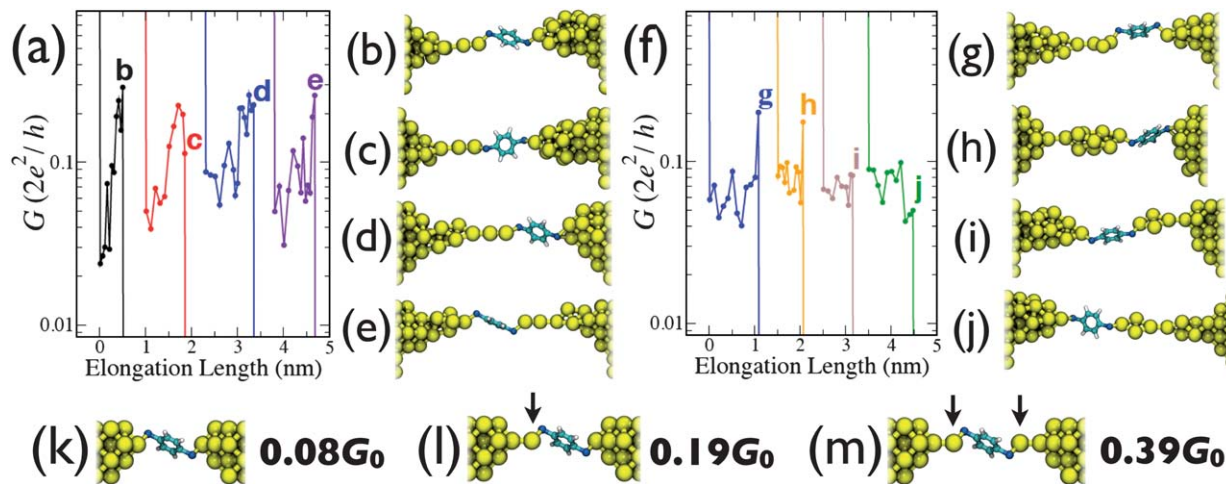 (a)
G (2e²/h)
0.1
0.01
b
c
d
e
0 1 2 3 4 5
Elongation Length (nm)
(b)
(c)
(d)
(e)
(f)
G (2e²/h)
0.1
0.01
g
h
i
j
0 1 2 3 4 5
Elongation Length (nm)
(g)
(h)
(i)
(j)
(k) 0.08G₀ (l) 0.19G₀ (m) 0.39G₀